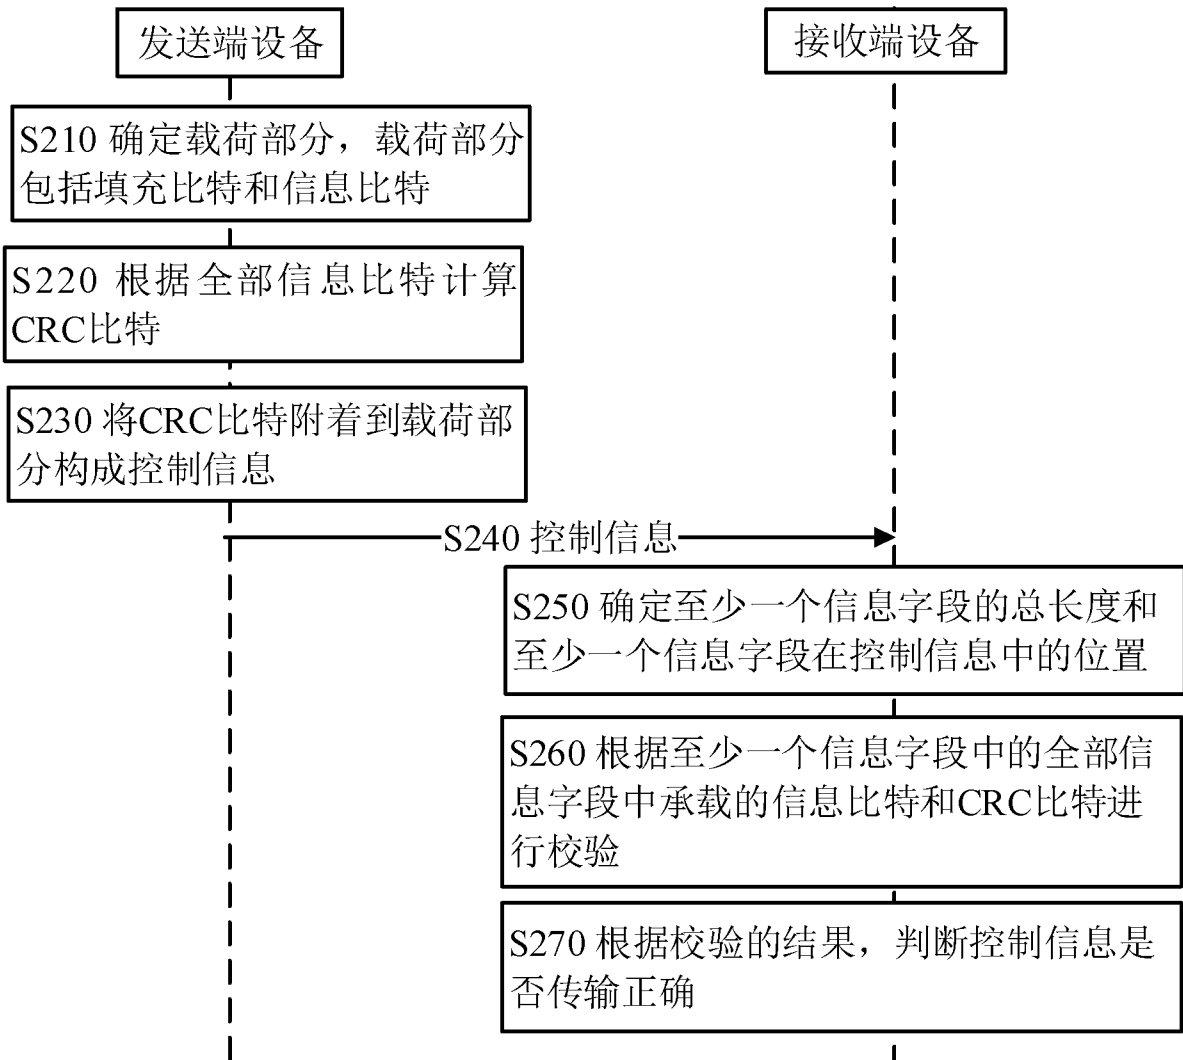 发送端设备
接收端设备
S210 确定载荷部分，载荷部分
包括填充比特和信息比特
S220 根据全部信息比特计算
CRC比特
S230 将CRC比特附着到载荷部
分构成控制信息
S240 控制信息
S250 确定至少一个信息字段的总长度和
至少一个信息字段在控制信息中的位置
S260 根据至少一个信息字段中的全部信
息字段中承载的信息比特和CRC比特进
行校验
S270 根据校验的结果，判断控制信息是
否传输正确